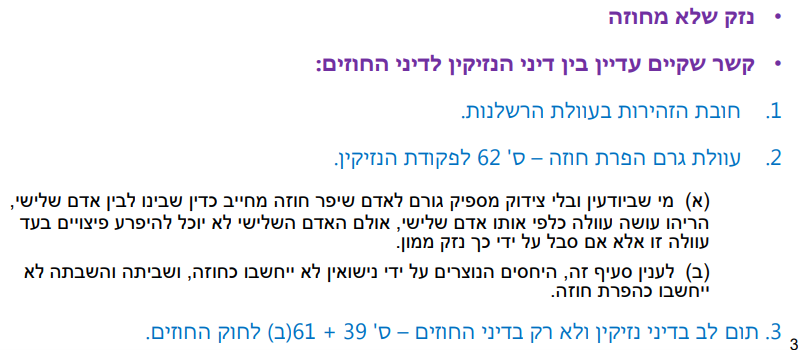 • נזק שלא מחוזה
• קשר שקיים עדיין בין דיני הנזיקין לדיני החוזים:
1. חובת הזהירות בעוולת הרשלנות.
2. עוולת גרם הפרת חוזה – ס' 62 לפקודת הנזיקין.
(א) מי שביודעין ובלי צידוק מספיק גורם לאדם שיפר חוזה מחייב כדין שבינו לבין אדם שלישי,
הריהו עושה עוולה כלפי אותו אדם שלישי, אולם האדם השלישי לא יוכל להיפרע פיצויים בעד
עוולה זו אלא אם סבל על ידי כך נזק ממון.
(ב) לענין סעיף זה, היחסים הנוצרים על ידי נישואין לא ייחשבו כחוזה, ושביתה והשבתה לא
ייחשבו כהפרת חוזה.
3. תום לב בדיני נזיקין ולא רק בדיני החוזים – ס' 39 + 61(ב) לחוק החוזים.
3